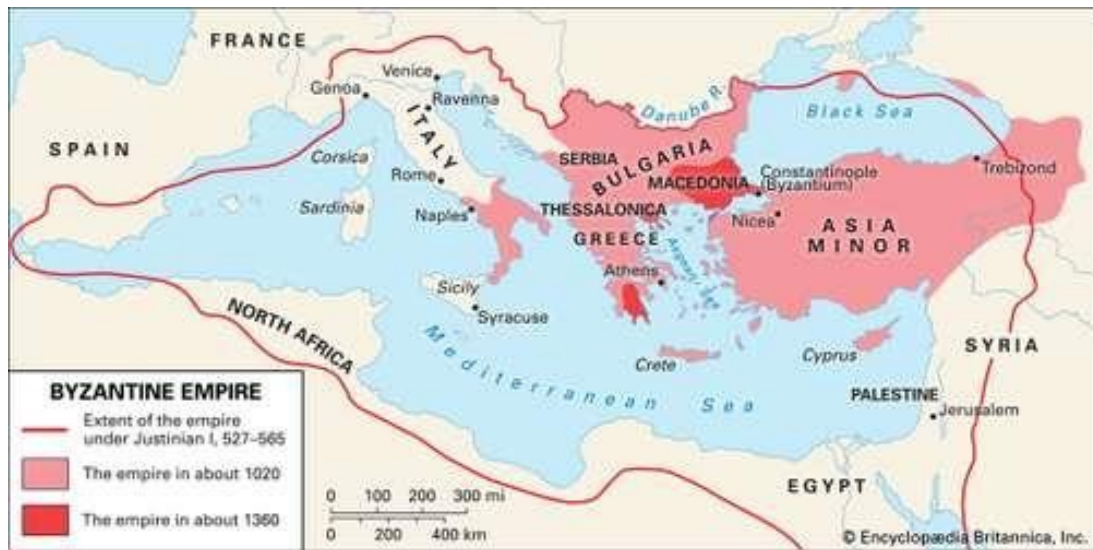 FRANCE
Venice
Genoa
Ravenna
ITALY
Danube R.
Black Sea
SPAIN
Corsica
SERBIA
BULGARIA
Constantinople
(Byzantium)
Trebizond
Rome
MACEDONIA
Sardinia
Naples
THESSALONICA
Nicea
ASIA
MINOR
GREECE
Aegean Sea
Athens
Sicily
Syracuse
NORTH AFRICA
Mediterranean Sea
Crete
Cyprus
SYRIA
PALESTINE
Jerusalem
EGYPT
BYZANTINE EMPIRE
Extent of the empire
under Justinian I, 527–565
The empire in about 1020
The empire in about 1360
0 100 200 300 mi
0 200 400 km
© Encyclopædia Britannica, Inc.